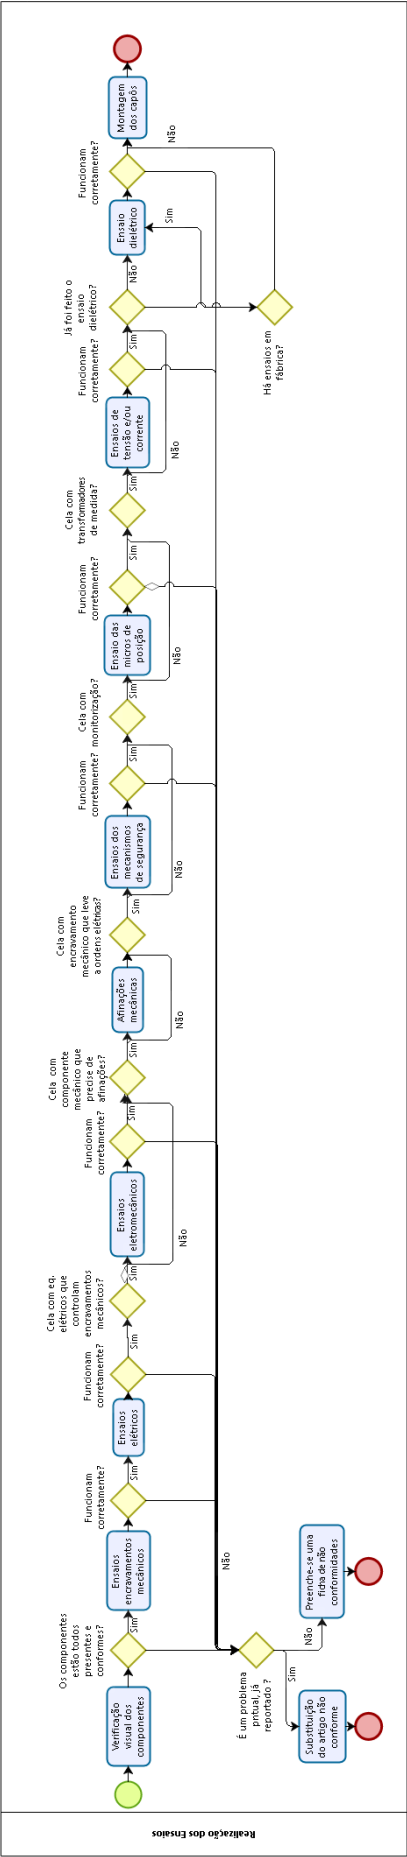 Realização dos Ensaios
Verificação
visual dos
componentes
Os componentes
estão todos
presentes e
conformes?
Sim
Ensaios
encravamentos
mecânicos
Funcionam
corretamente?
Sim
Ensaios
elétricos
Funcionam
corretamente?
Sim
Cela com eq.
elétricos que
controlam
encravamentos
mecânicos?
Sim
Não
Ensaios
eletromecânicos
Funcionam
corretamente?
Sim
Cela com
componente
mecânico que
precise de
afinações?
Sim
Não
Afinações
mecânicas
Cela com
encravamento
mecânico que leve
a ordens elétricas?
Sim
Não
Ensaios dos
mecanismos
de segurança
Funcionam
corretamente?
Sim
Cela com
monitorização?
Sim
Não
Ensaio das
micros de
posição
Funcionam
corretamente?
Sim
Cela com
transformadores
de medida?
Sim
Não
Ensaios de
tensão e/ou
corrente
Funcionam
corretamente?
Sim
Já foi feito o
ensaio
dielétrico?
Não
Ensaio
dielétrico
Sim
Há ensaios em
fábrica?
Funcionam
corretamente?
Não
Montagem
dos capôs
Não
É um problema
pntual, já
reportado ?
Sim
Não
Substituição
do artigo não
conforme
Preenche-se uma
ficha de não
conformidades